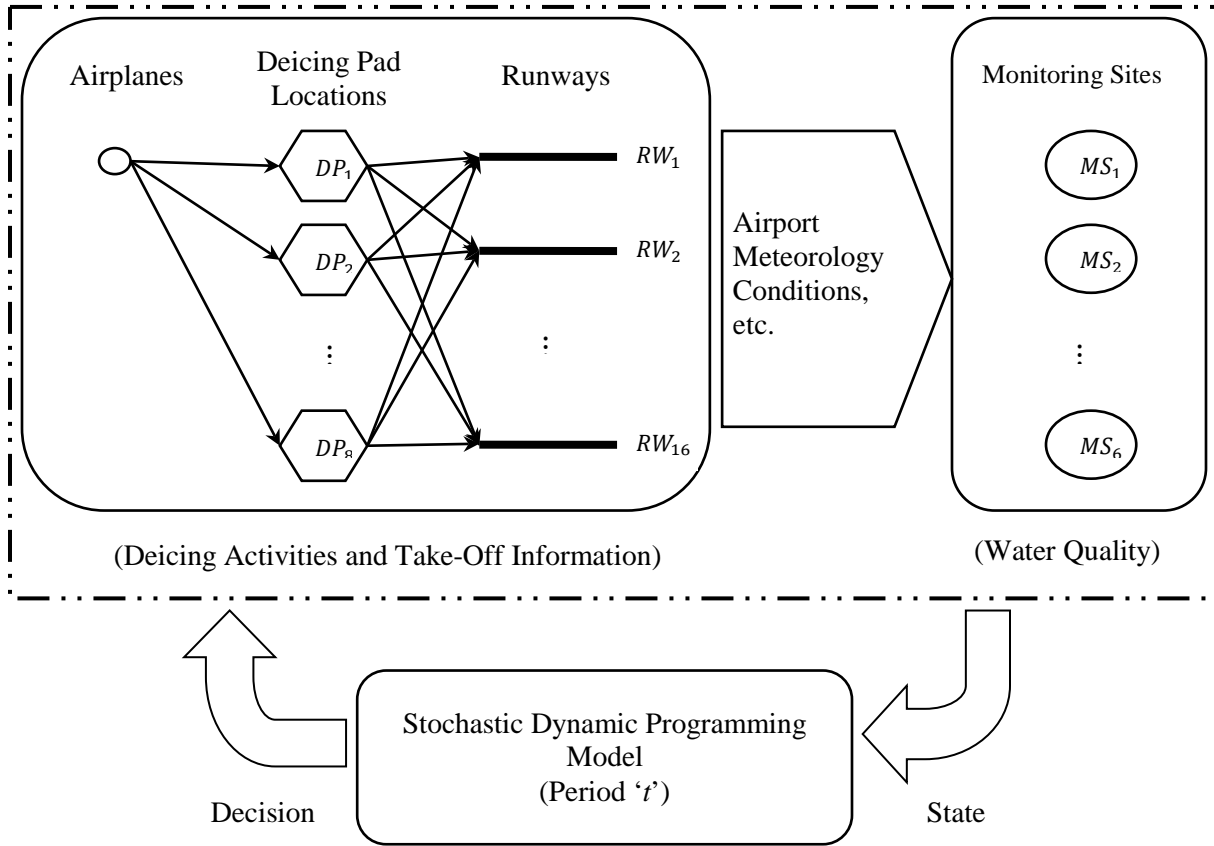 Airplanes
Deicing Pad
Locations
Runways
DP₁
DP₂
⋮
DP₈
RW₁
RW₂
⋮
RW₁₆
Airport
Meteorology
Conditions,
etc.
Monitoring Sites
MS₁
MS₂
⋮
MS₆
(Deicing Activities and Take-Off Information)
(Water Quality)
Stochastic Dynamic Programming
Model
(Period ‘t’)
Decision
State